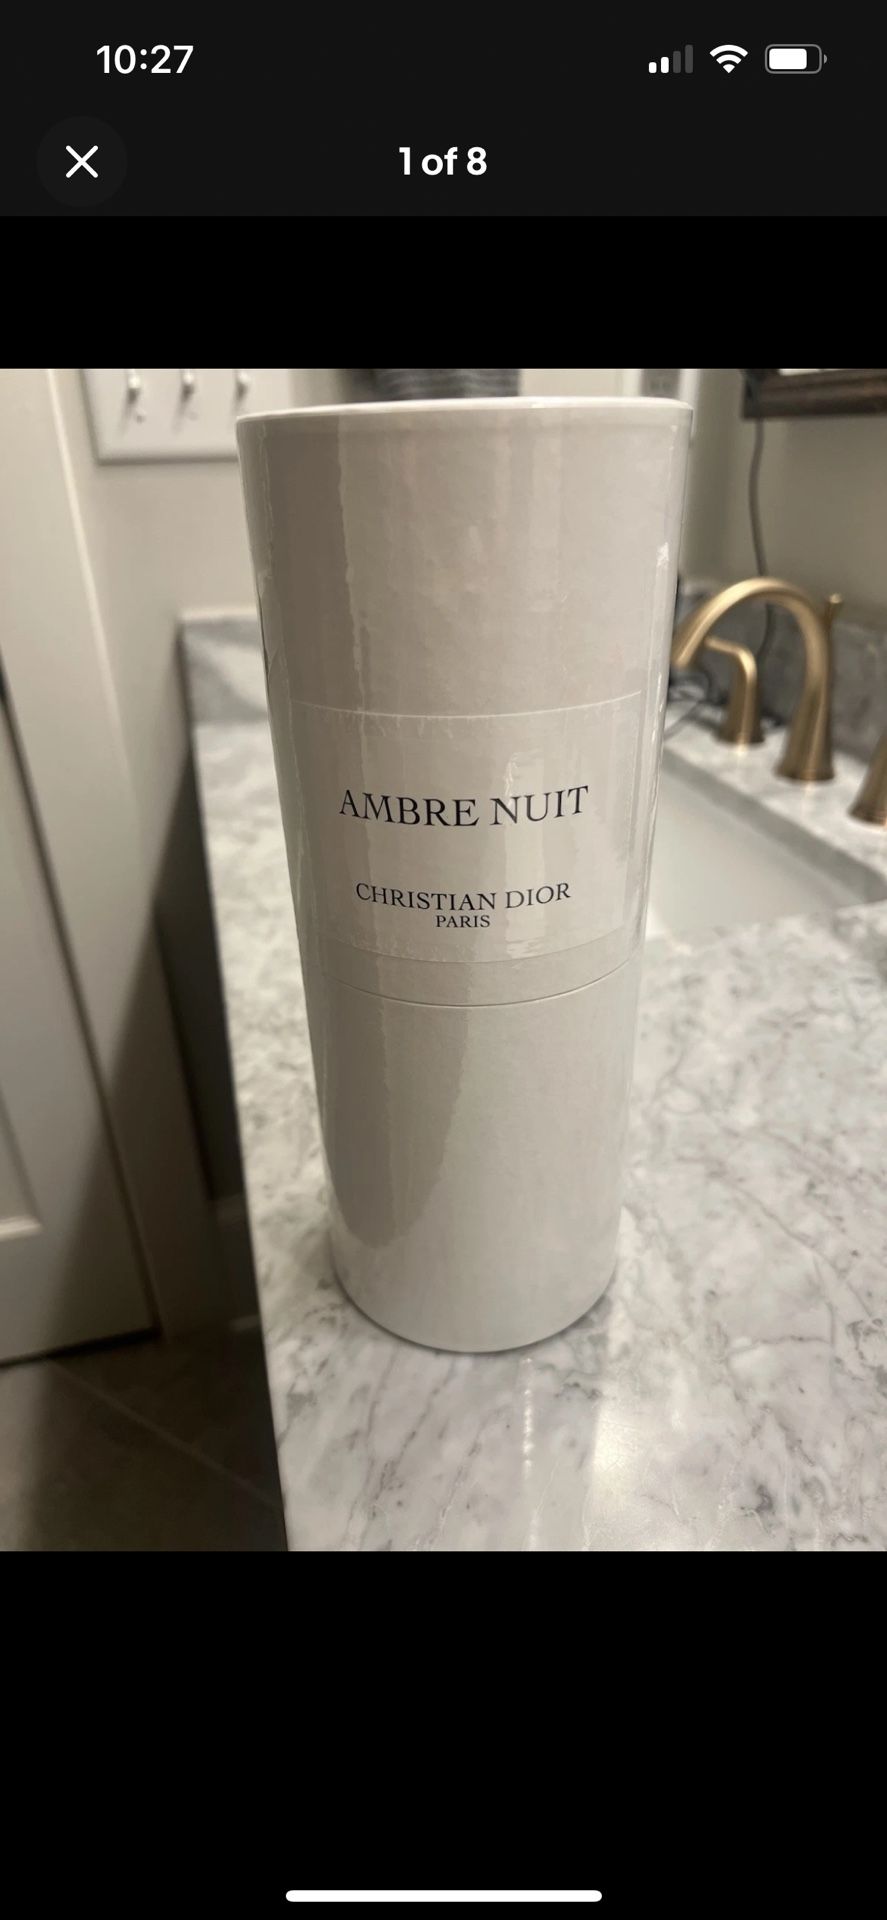 10:27
1 of 8
AMBRE NUIT
CHRISTIAN DIOR
PARIS